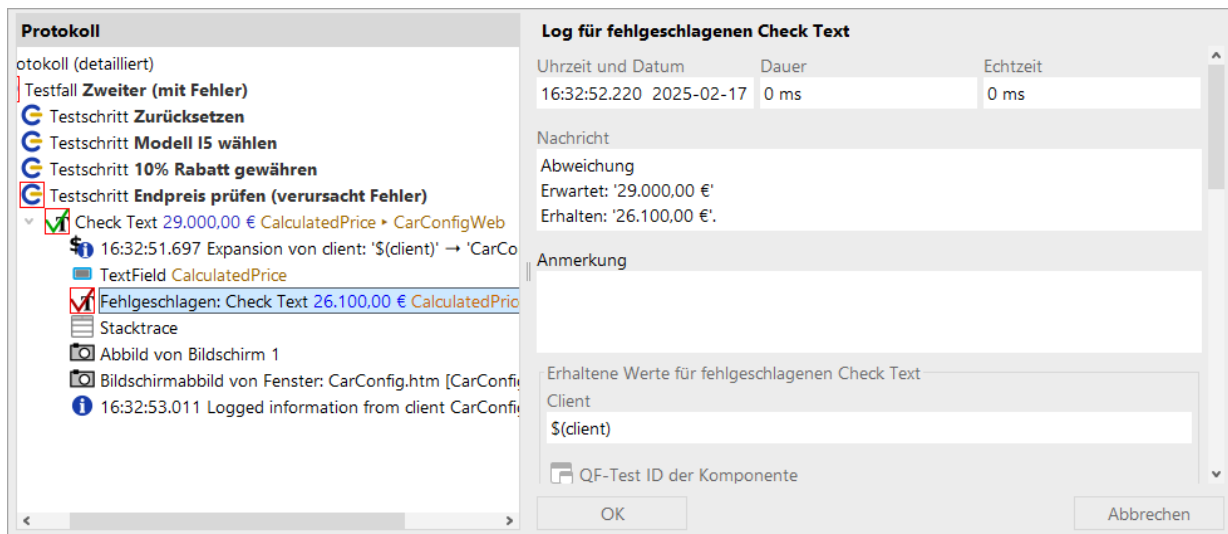 Protokoll
otokoll (detailliert)
Testfall Zweiter (mit Fehler)
Testschritt Zurücksetzen
Testschritt Modell I5 wählen
Testschritt 10% Rabatt gewähren
Testschritt Endpreis prüfen (verursacht Fehler)
Check Text 29.000,00 € CalculatedPrice ▸ CarConfigWeb
16:32:51.697 Expansion von client: '$(client)' → 'CarCo
TextField CalculatedPrice
Fehlgeschlagen: Check Text 26.100,00 € CalculatedPric
Stacktrace
Abbild von Bildschirm 1
Bildschirmabbild von Fenster: CarConfig.htm [CarConfi
16:32:53.011 Logged information from client CarConfi
Log für fehlgeschlagenen Check Text
Uhrzeit und Datum Dauer Echtzeit
16:32:52.220 2025-02-17 0 ms 0 ms
Nachricht
Abweichung
Erwartet: '29.000,00 €'
Erhalten: '26.100,00 €'.
Anmerkung
Erhaltene Werte für fehlgeschlagenen Check Text
Client
$(client)
QF-Test ID der Komponente
OK Abbrechen